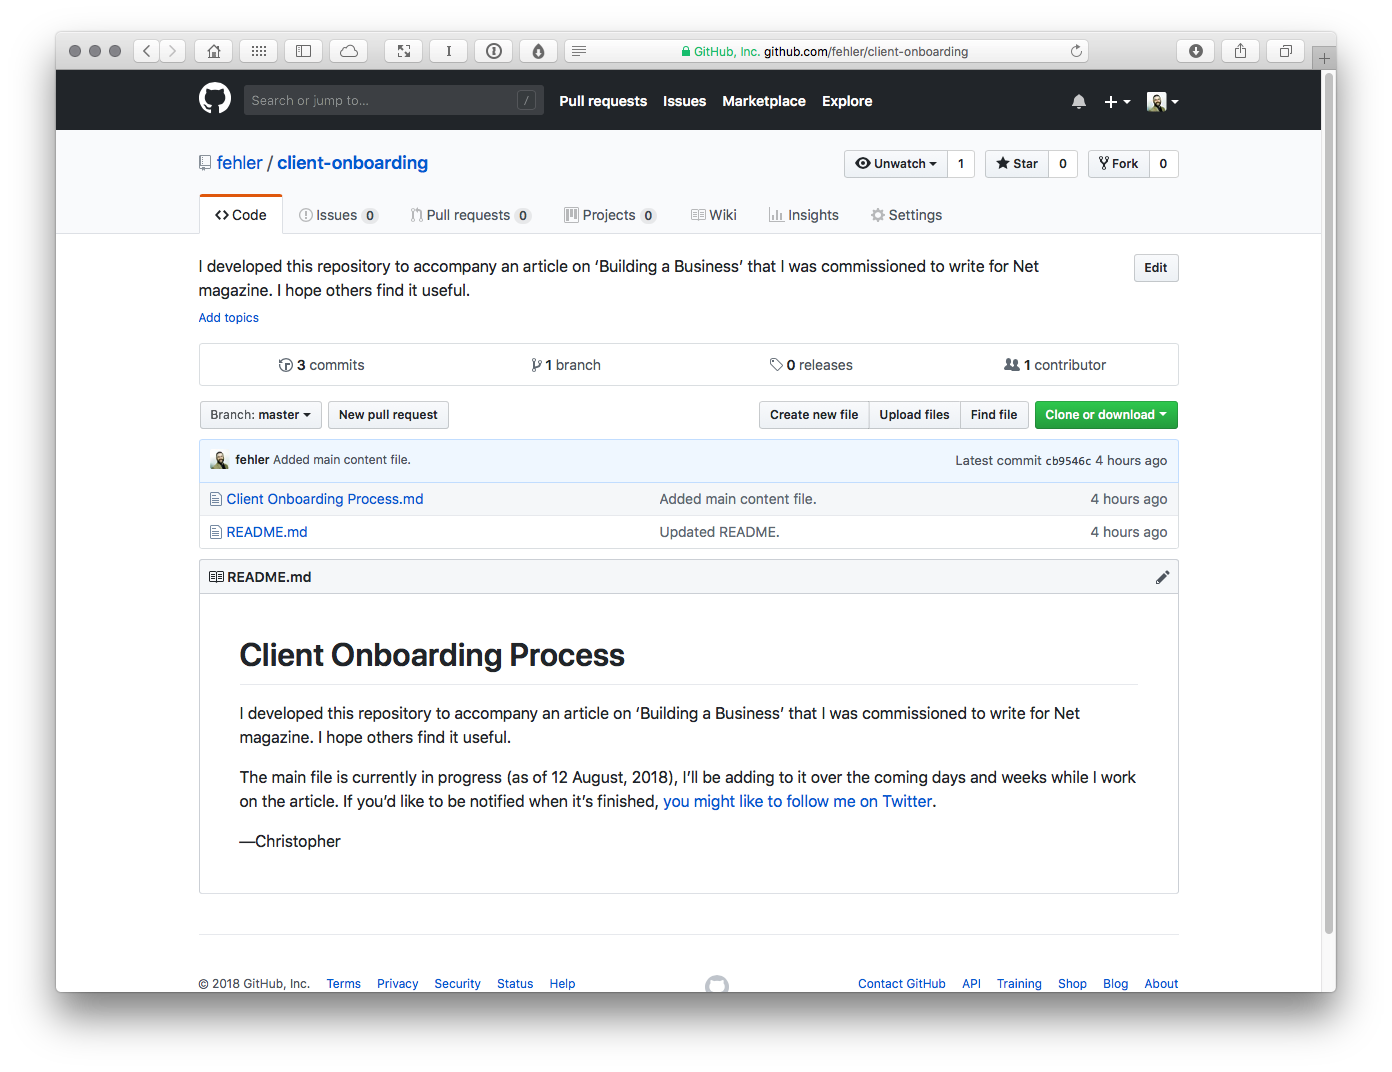 GitHub, Inc. github.com/fehler/client-onboarding
Search or jump to... /
Pull requests Issues Marketplace Explore
fehler / client-onboarding
Unwatch 1 Star 0 Fork 0
Code Issues 0 Pull requests 0 Projects 0 Wiki Insights Settings
I developed this repository to accompany an article on ‘Building a Business’ that I was commissioned to write for Net
magazine. I hope others find it useful.
Edit
Add topics
3 commits 1 branch 0 releases 1 contributor
Branch: master New pull request Create new file Upload files Find file Clone or download
fehler Added main content file. Latest commit cb9546c 4 hours ago
Client Onboarding Process.md Added main content file. 4 hours ago
README.md Updated README. 4 hours ago
README.md
Client Onboarding Process
I developed this repository to accompany an article on ‘Building a Business’ that I was commissioned to write for Net
magazine. I hope others find it useful.
The main file is currently in progress (as of 12 August, 2018), I’ll be adding to it over the coming days and weeks while I work
on the article. If you’d like to be notified when it’s finished, you might like to follow me on Twitter.
—Christopher
© 2018 GitHub, Inc. Terms Privacy Security Status Help Contact GitHub API Training Shop Blog About